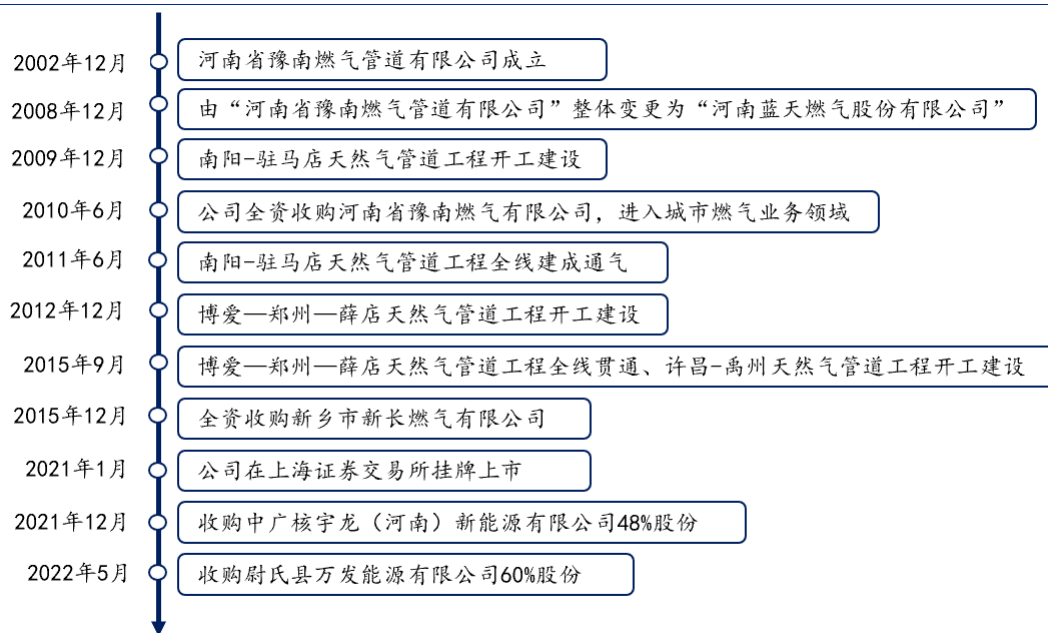 2002年12月 河南省豫南燃气管道有限公司成立
2008年12月 由“河南省豫南燃气管道有限公司”整体变更为“河南蓝天燃气股份有限公司”
2009年12月 南阳-驻马店天然气管道工程开工建设
2010年6月 公司全资收购河南省豫南燃气有限公司，进入城市燃气业务领域
2011年6月 南阳-驻马店天然气管道工程全线建成通气
2012年12月 博爱—郑州—薛店天然气管道工程开工建设
2015年9月 博爱—郑州—薛店天然气管道工程全线贯通、许昌-禹州天然气管道工程开工建设
2015年12月 全资收购新乡市新长燃气有限公司
2021年1月 公司在上海证券交易所挂牌上市
2021年12月 收购中广核宇龙（河南）新能源有限公司48%股份
2022年5月 收购尉氏县万发能源有限公司60%股份